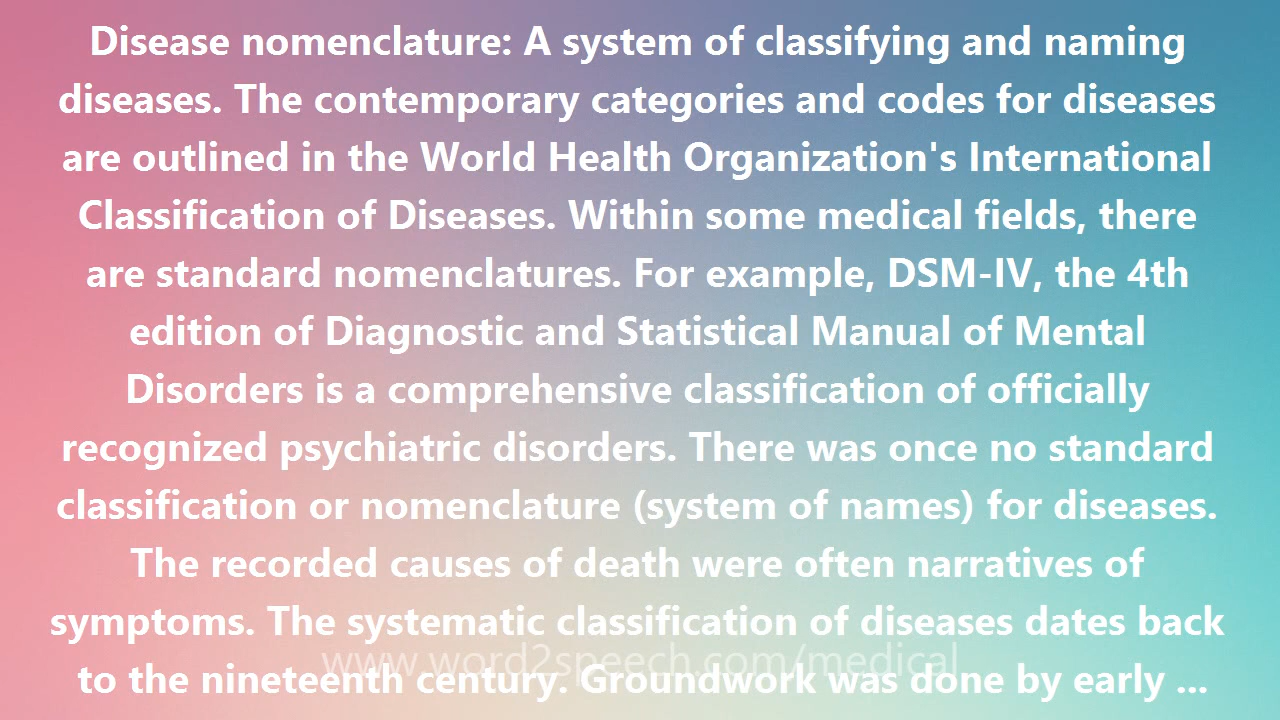 Disease nomenclature: A system of classifying and naming
diseases. The contemporary categories and codes for diseases
are outlined in the World Health Organization's International
Classification of Diseases. Within some medical fields, there
are standard nomenclatures. For example, DSM-IV, the 4th
edition of Diagnostic and Statistical Manual of Mental
Disorders is a comprehensive classification of officially
recognized psychiatric disorders. There was once no standard
classification or nomenclature (system of names) for diseases.
The recorded causes of death were often narratives of
symptoms. The systematic classification of diseases dates back
www.word2speech.com/medical
to the nineteenth century. Groundwork was done by early ...